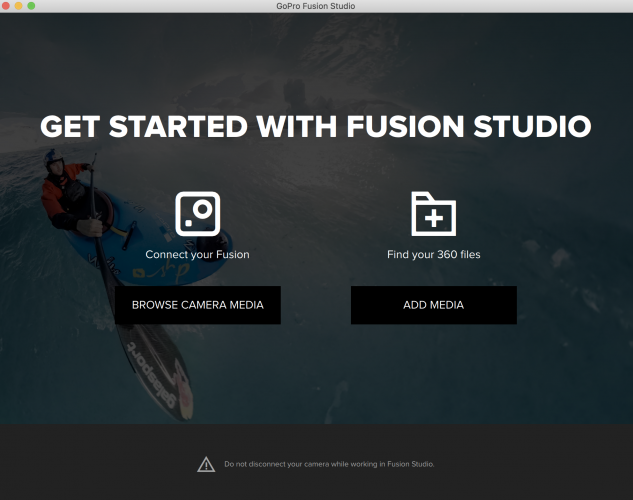 GoPro Fusion Studio
GET STARTED WITH FUSION STUDIO
Connect your Fusion
Find your 360 files
BROWSE CAMERA MEDIA
ADD MEDIA
galasport
Do not disconnect your camera while working in Fusion Studio.